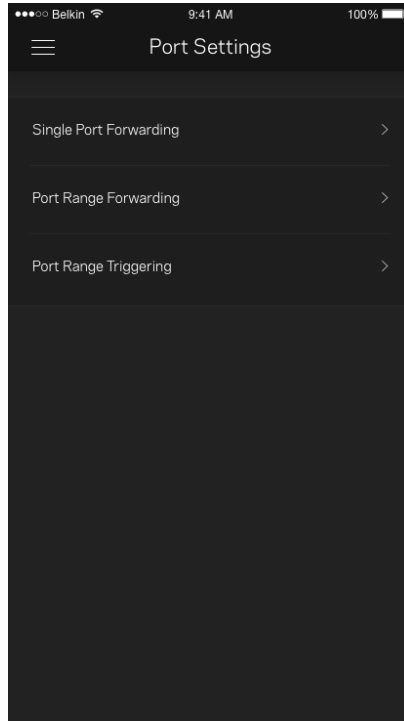 Belkin 9:41 AM 100%
Port Settings
Single Port Forwarding
Port Range Forwarding
Port Range Triggering